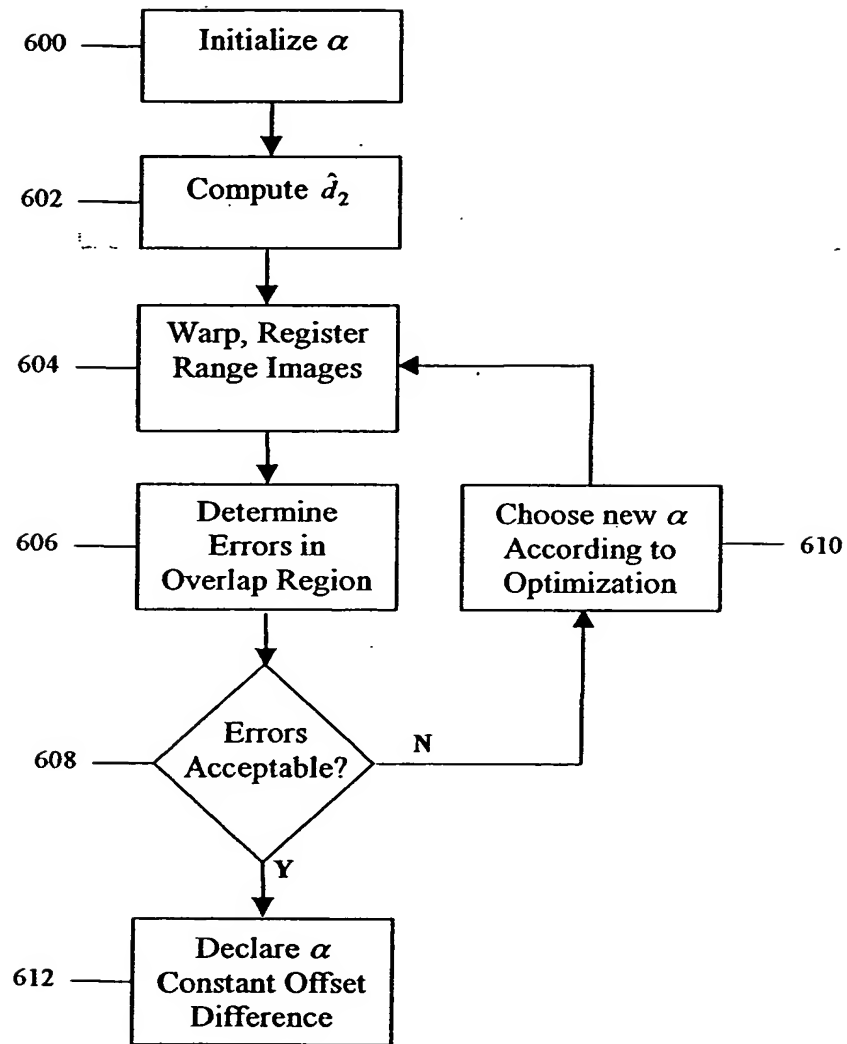 600
Initialize α
602
Compute d̂₂
604
Warp, Register
Range Images
606
Determine
Errors in
Overlap Region
Choose new α
According to
Optimization
610
608
Errors
Acceptable?
N
Y
612
Declare α
Constant Offset
Difference